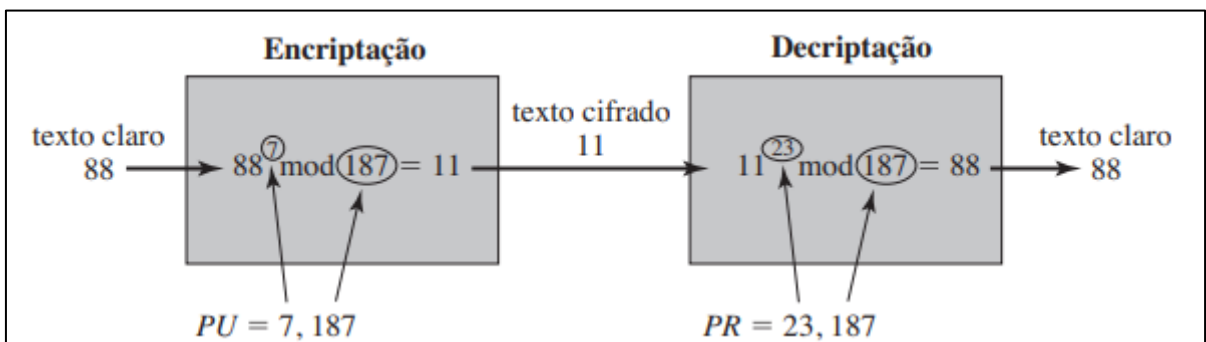 Encriptação
Decriptação
texto claro
88
88^7 mod 187 = 11
texto cifrado
11
11^23 mod 187 = 88
texto claro
88
PU = 7, 187
PR = 23, 187